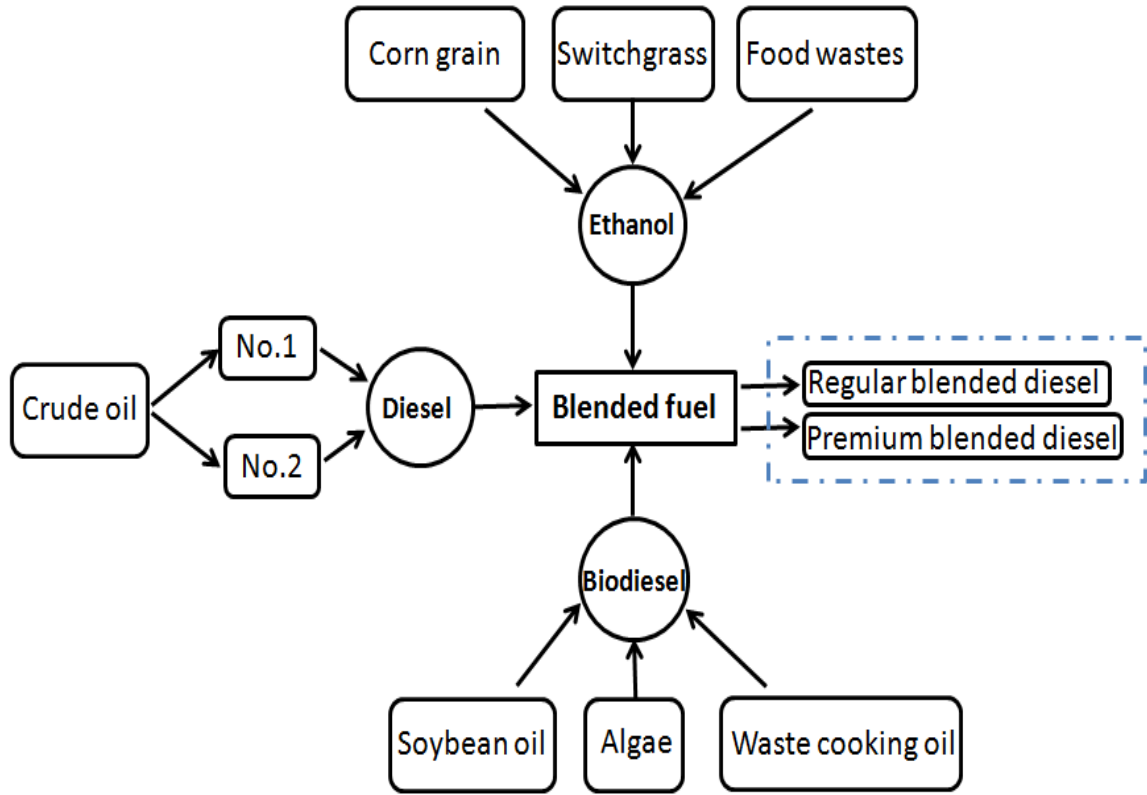 Corn grain
Switchgrass
Food wastes
Ethanol
No.1
Crude oil
Diesel
No.2
Blended fuel
Regular blended diesel
Premium blended diesel
Biodiesel
Soybean oil
Algae
Waste cooking oil